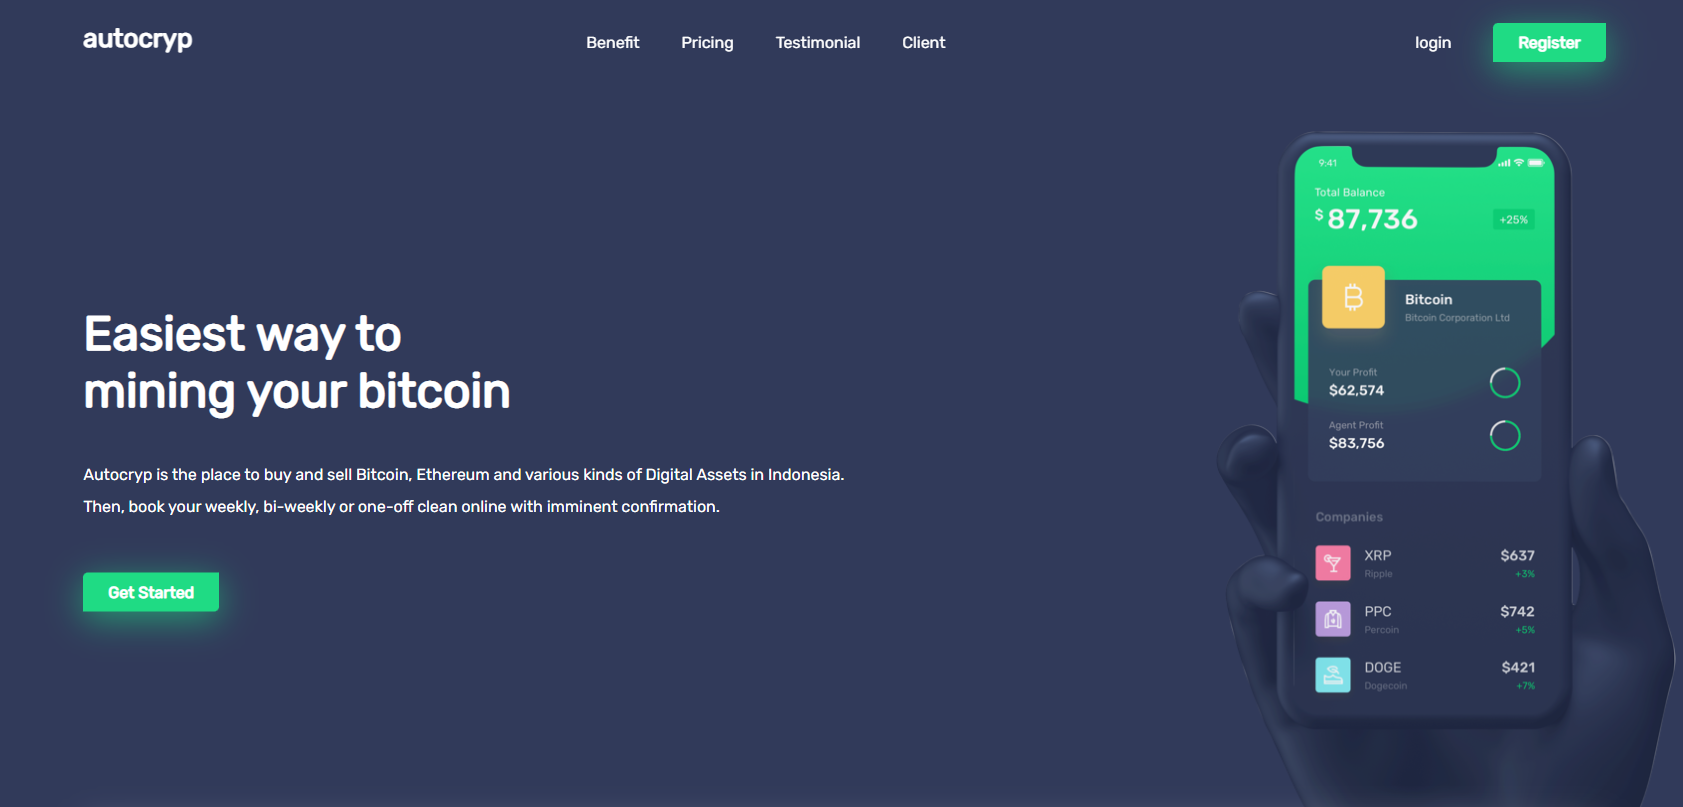 autocryp
Benefit
Pricing
Testimonial
Client
login
Register
Easiest way to
mining your bitcoin
Autocryp is the place to buy and sell Bitcoin, Ethereum and various kinds of Digital Assets in Indonesia.
Then, book your weekly, bi-weekly or one-off clean online with imminent confirmation.
Get Started
9:41
Total Balance
$ 87,736
+25%
Bitcoin
Bitcoin Corporation Ltd
Your Profit
$62,574
Agent Profit
$83,756
Companies
XRP $637
Ripple +3%
PPC $742
Percoin +5%
DOGE $421
Dogecoin +7%